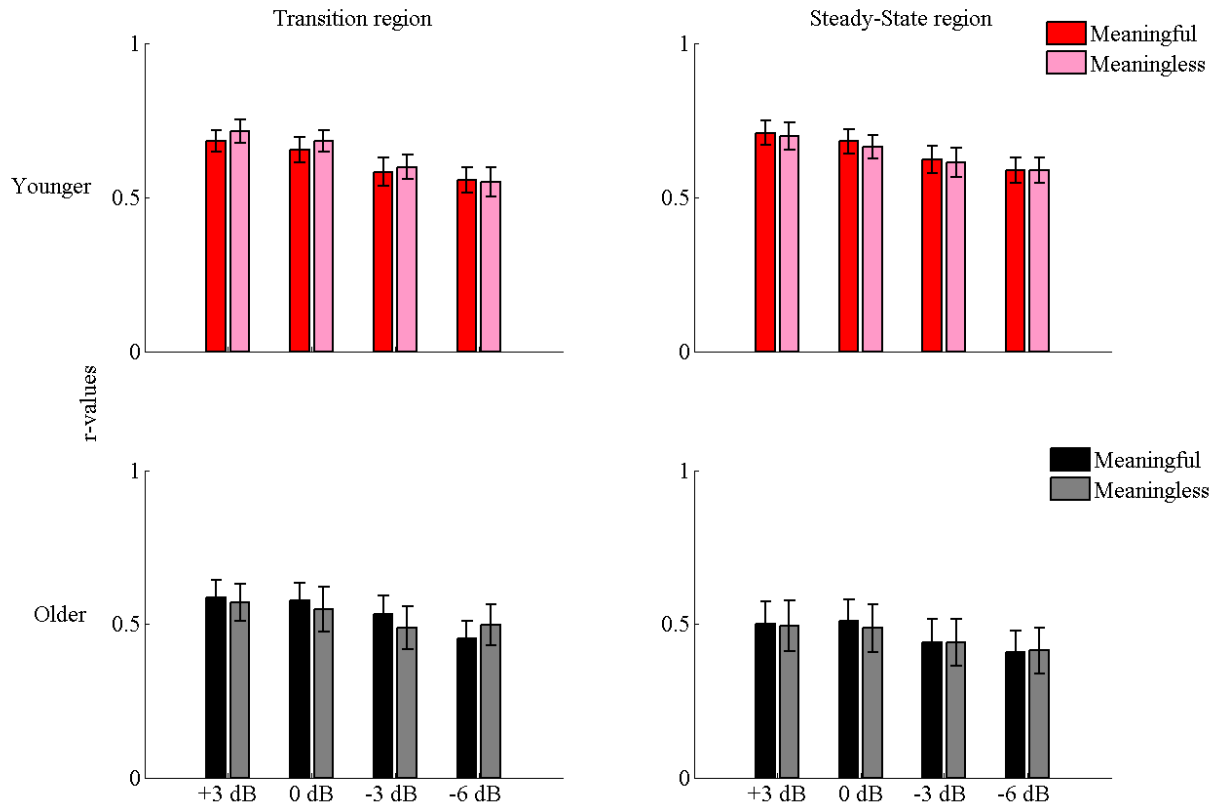 Transition region
Steady-State region
1
1
Meaningful
Meaningless
Younger
0.5
0.5
0
0
r-values
1
1
Meaningful
Meaningless
Older
0.5
0.5
0
0
+3 dB 0 dB -3 dB -6 dB
+3 dB 0 dB -3 dB -6 dB